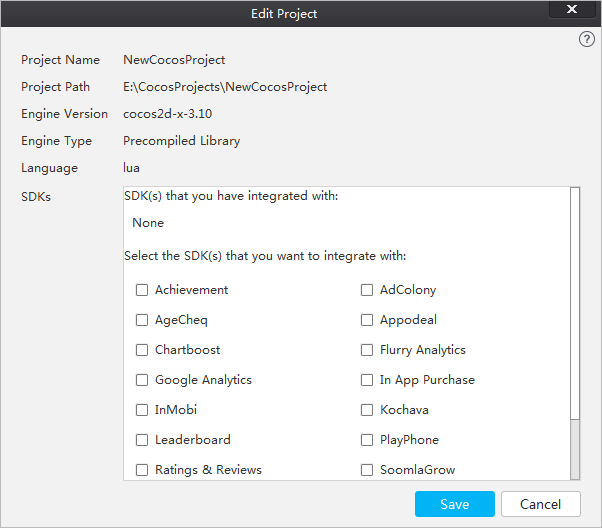 Edit Project
Project Name NewCocosProject
Project Path E:\CocosProjects\NewCocosProject
Engine Version cocos2d-x-3.10
Engine Type Precompiled Library
Language lua
SDKs
SDK(s) that you have integrated with:
None
Select the SDK(s) that you want to integrate with:
Achievement AdColony
AgeCheq Appodeal
Chartboost Flurry Analytics
Google Analytics In App Purchase
InMobi Kochava
Leaderboard PlayPhone
Ratings & Reviews SoomlaGrow
Save Cancel